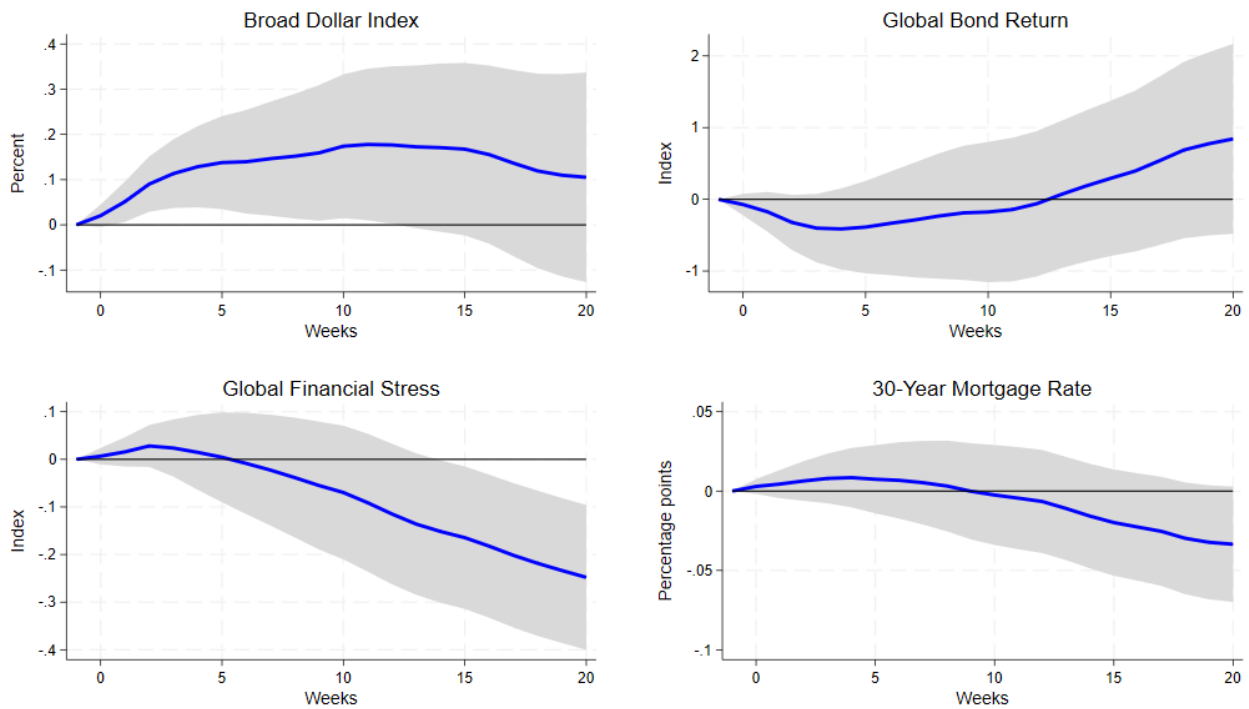 Broad Dollar Index
Percent
.4
.3
.2
.1
0
-.1
0 5 10 15 20
Weeks
Global Bond Return
Index
2
1
0
-1
0 5 10 15 20
Weeks
Global Financial Stress
Index
.1
0
-.1
-.2
-.3
-.4
0 5 10 15 20
Weeks
30-Year Mortgage Rate
Percentage points
.05
0
-.05
-.1
0 5 10 15 20
Weeks